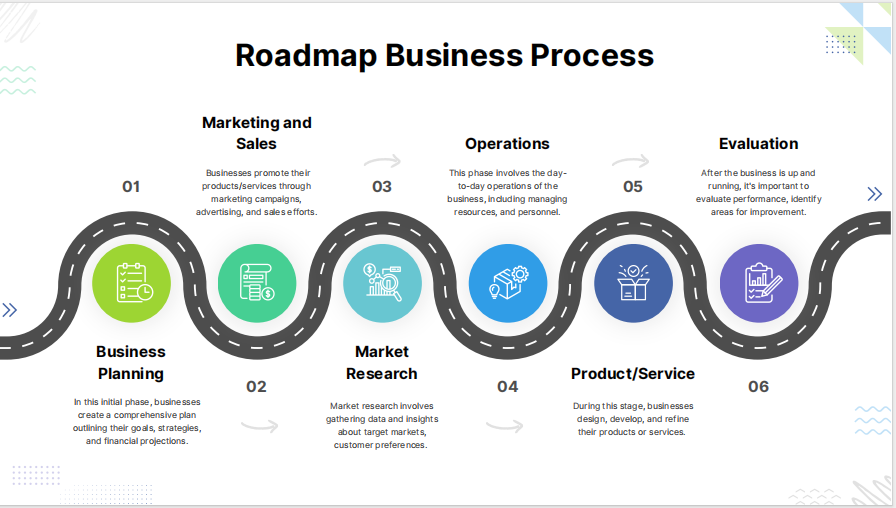 Roadmap Business Process
01
Business
Planning
In this initial phase, businesses
create a comprehensive plan
outlining their goals, strategies,
and financial projections.
Marketing and
Sales
Businesses promote their
products/services through
marketing campaigns,
advertising, and sales efforts.
02
03
Market
Research
Market research involves
gathering data and insights
about target markets,
customer preferences.
Operations
This phase involves the day-
to-day operations of the
business, including managing
resources, and personnel.
04
05
Product/Service
During this stage, businesses
design, develop, and refine
their products or services.
Evaluation
After the business is up and
running, it's important to
evaluate performance, identify
areas for improvement.
06